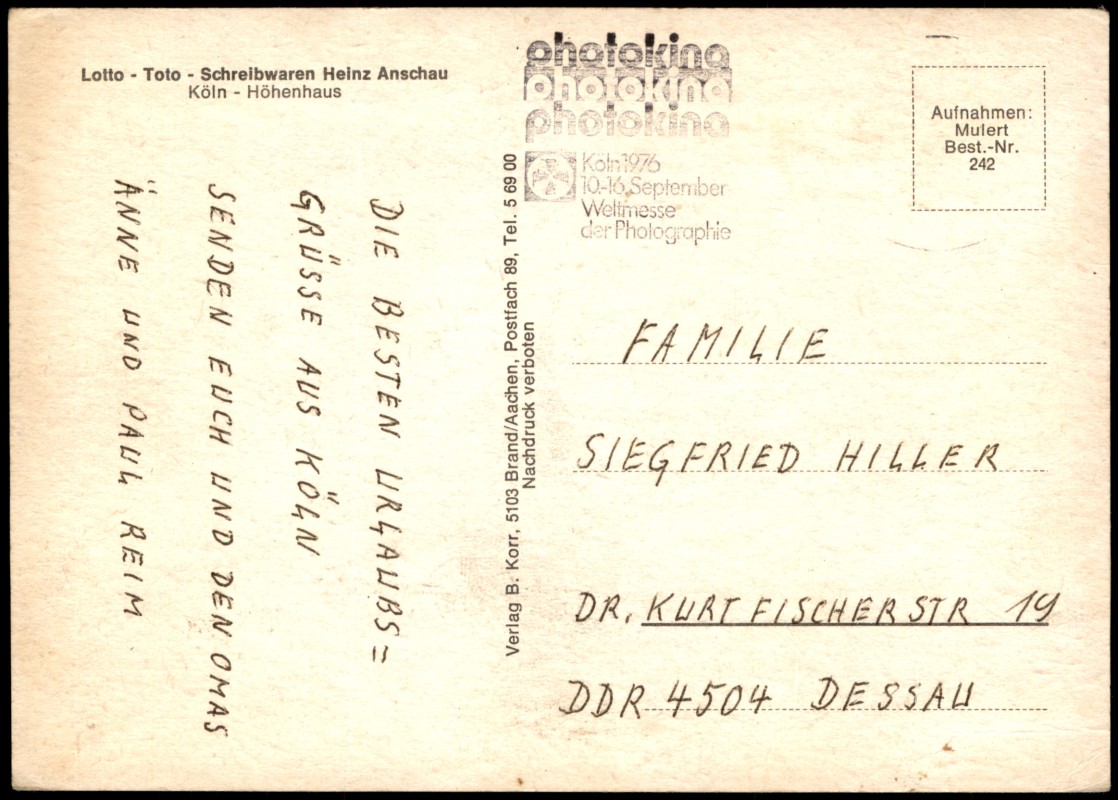 Lotto - Toto - Schreibwaren Heinz Anschau
Köln - Höhenhaus
DIE BESTEN URLAUBS=
GRÜSSE AUS KÖLN
SENDEN EUCH UND DEN OMAS
ÄNNE UND PAUL REIM
Verlag B. Korr, 5103 Brand/Aachen, Postfach 89, Tel. 5 69 00
Nachdruck verboten
photokina
photokina
photokina
Köln 1976
10.-16. September
Weltmesse
der Photographie
Aufnahmen:
Mulert
Best.-Nr.
242
FAMILIE
SIEGFRIED HILLER
DR. KURT FISCHER STR 19
DDR 4504 DESSAU